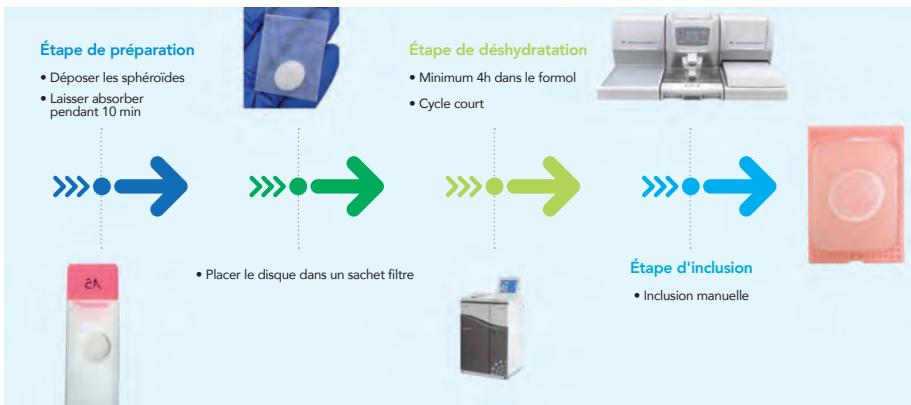 Étape de préparation
• Déposer les sphéroïdes
• Laisser absorber
pendant 10 min
• Placer le disque dans un sachet filtre
Étape de déshydratation
• Minimum 4h dans le formol
• Cycle court
Étape d'inclusion
• Inclusion manuelle